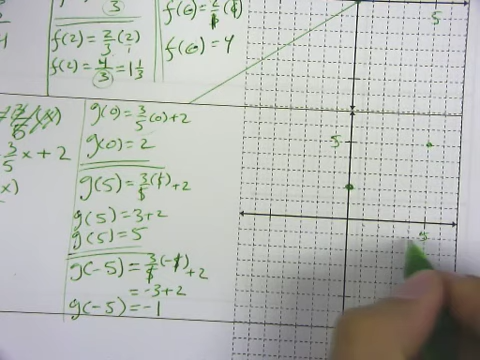 3
f(2) = 2/3 (2)
f(2) = 4/3 = 1 1/3
f(6) = 2/3 (6)
f(6) = 4
5
3/5 x + 2
x)
g(0) = 3/5 (0) + 2
g(0) = 2
g(5) = 3/5 (5) + 2
g(5) = 3 + 2
g(5) = 5
g(-5) = 3/5 (-5) + 2
= -3 + 2
g(-5) = -1
5
5